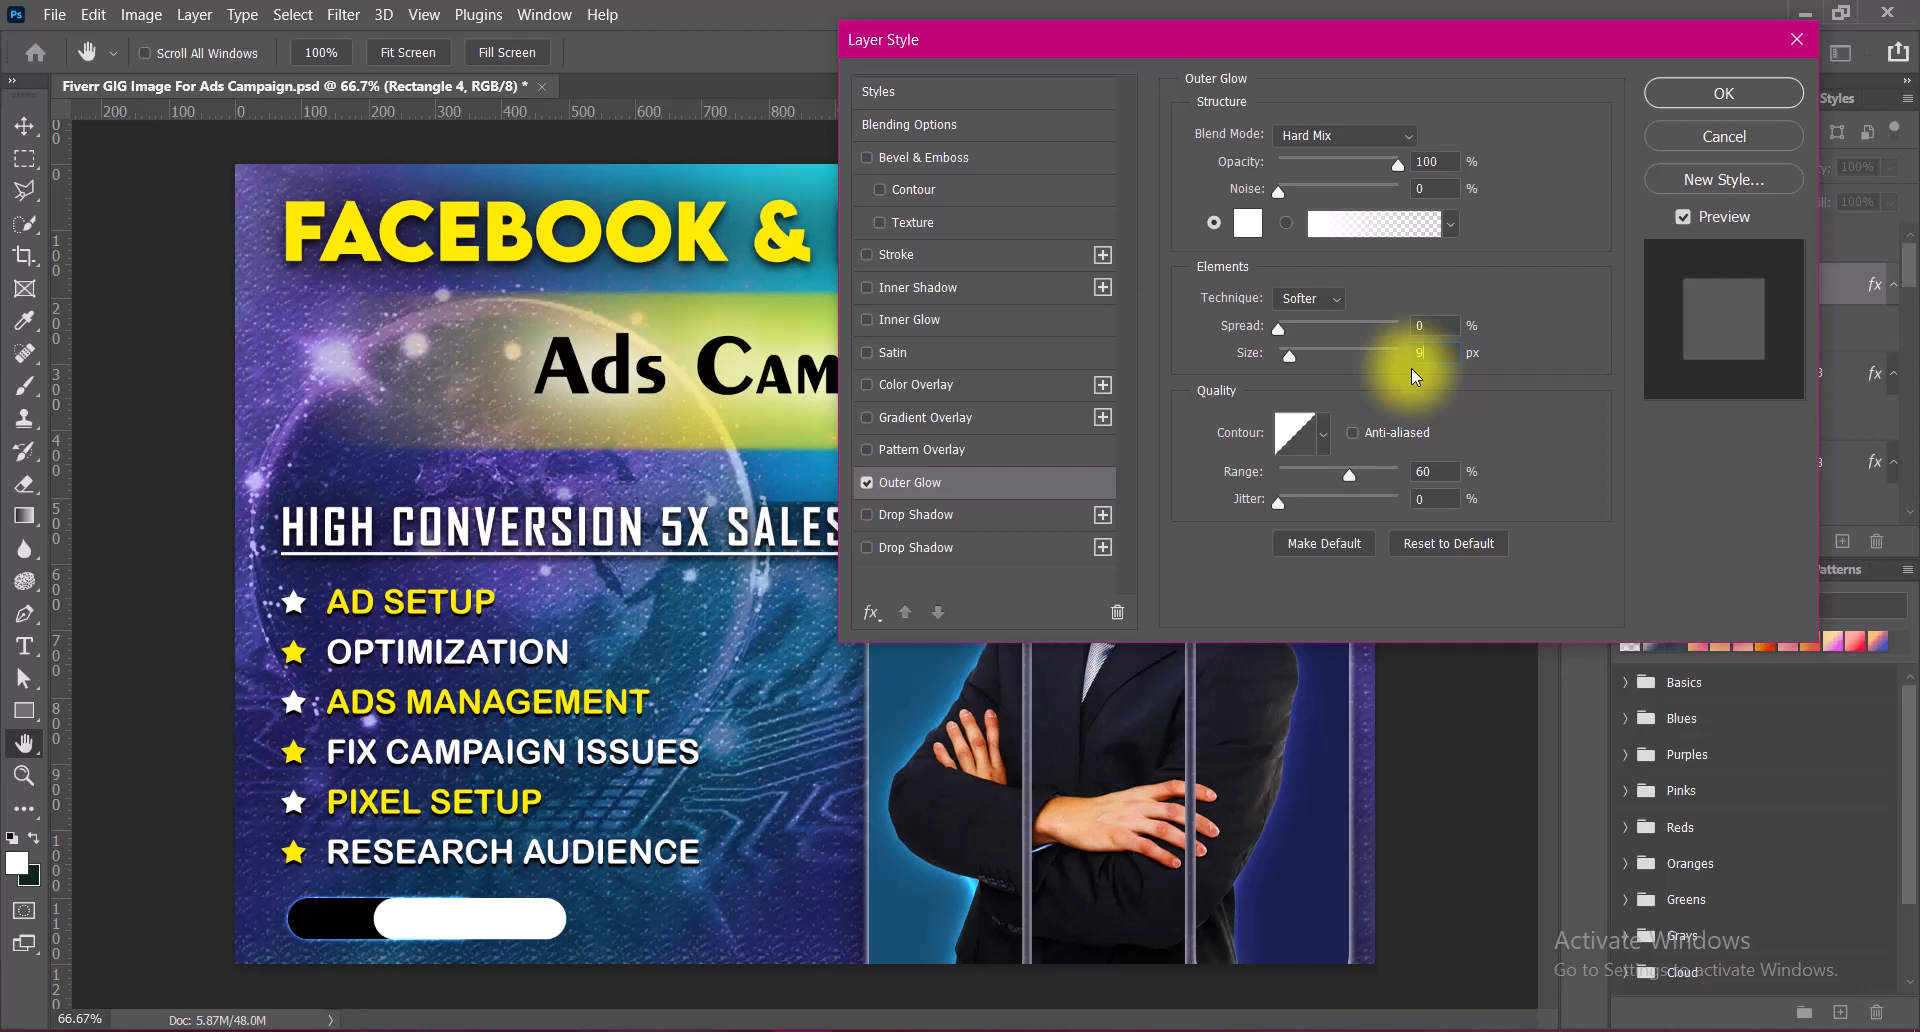 Ps File Edit Image Layer Type Select Filter 3D View Plugins Window Help
Scroll All Windows 100% Fit Screen Fill Screen
Fiverr GIG Image For Ads Campaign.psd @ 66.7% (Rectangle 4, RGB/8) *
200 100 0 100 200 300 400 500 600 700 800
FACEBOOK &
Ads Cam
HIGH CONVERSION 5X SALES
AD SETUP
OPTIMIZATION
ADS MANAGEMENT
FIX CAMPAIGN ISSUES
PIXEL SETUP
RESEARCH AUDIENCE
66.67% Doc: 5.87M/48.0M
Layer Style
Styles
Blending Options
Bevel & Emboss
Contour
Texture
Stroke
Inner Shadow
Inner Glow
Satin
Color Overlay
Gradient Overlay
Pattern Overlay
Outer Glow
Drop Shadow
Drop Shadow
fx
Outer Glow
Structure
Blend Mode: Hard Mix
Opacity: 100 %
Noise: 0 %
Elements
Technique: Softer
Spread: 0 %
Size: 9 px
Quality
Contour: Anti-aliased
Range: 60 %
Jitter: 0 %
Make Default Reset to Default
OK
Cancel
New Style...
Preview
Styles
100%
100%
fx
fx
fx
atterns
Basics
Blues
Purples
Pinks
Reds
Oranges
Greens
Grays
Cloud
Activate Windows
Go to Settings to activate Windows.